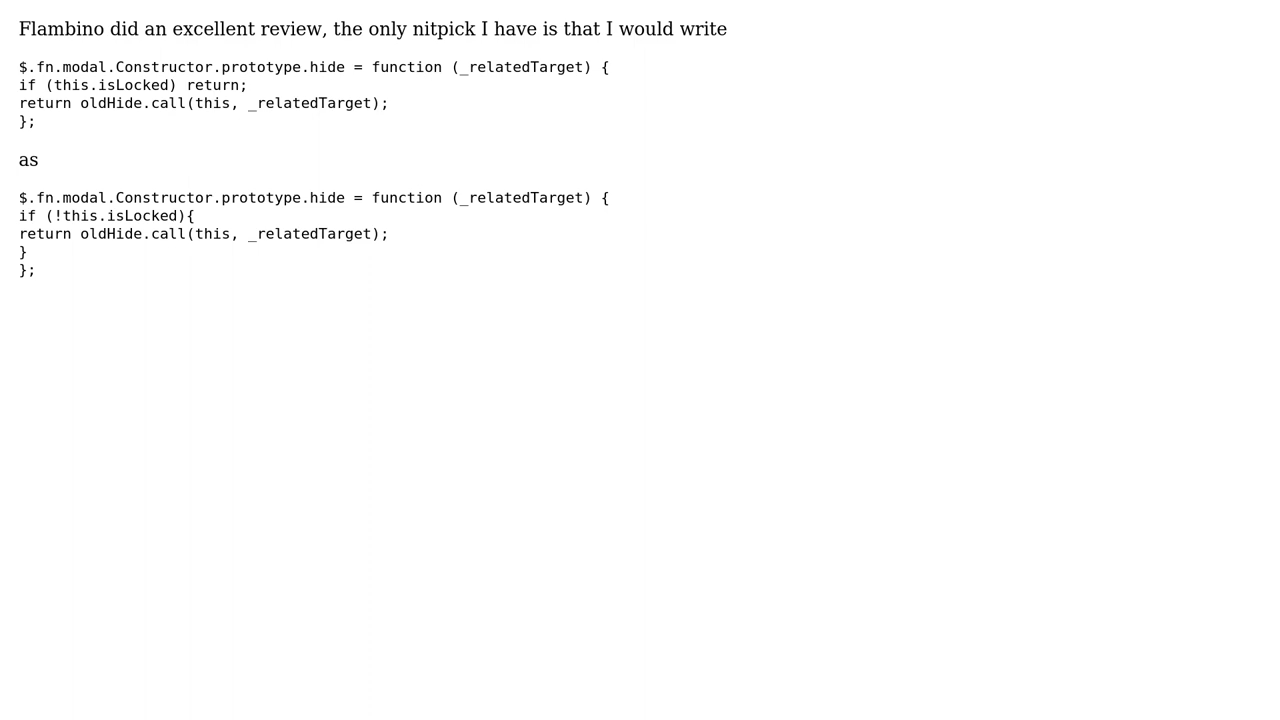 Flambino did an excellent review, the only nitpick I have is that I would write
$.fn.modal.Constructor.prototype.hide = function (_relatedTarget) {
if (this.isLocked) return;
return oldHide.call(this, _relatedTarget);
};
as
$.fn.modal.Constructor.prototype.hide = function (_relatedTarget) {
if (!this.isLocked){
return oldHide.call(this, _relatedTarget);
}
};